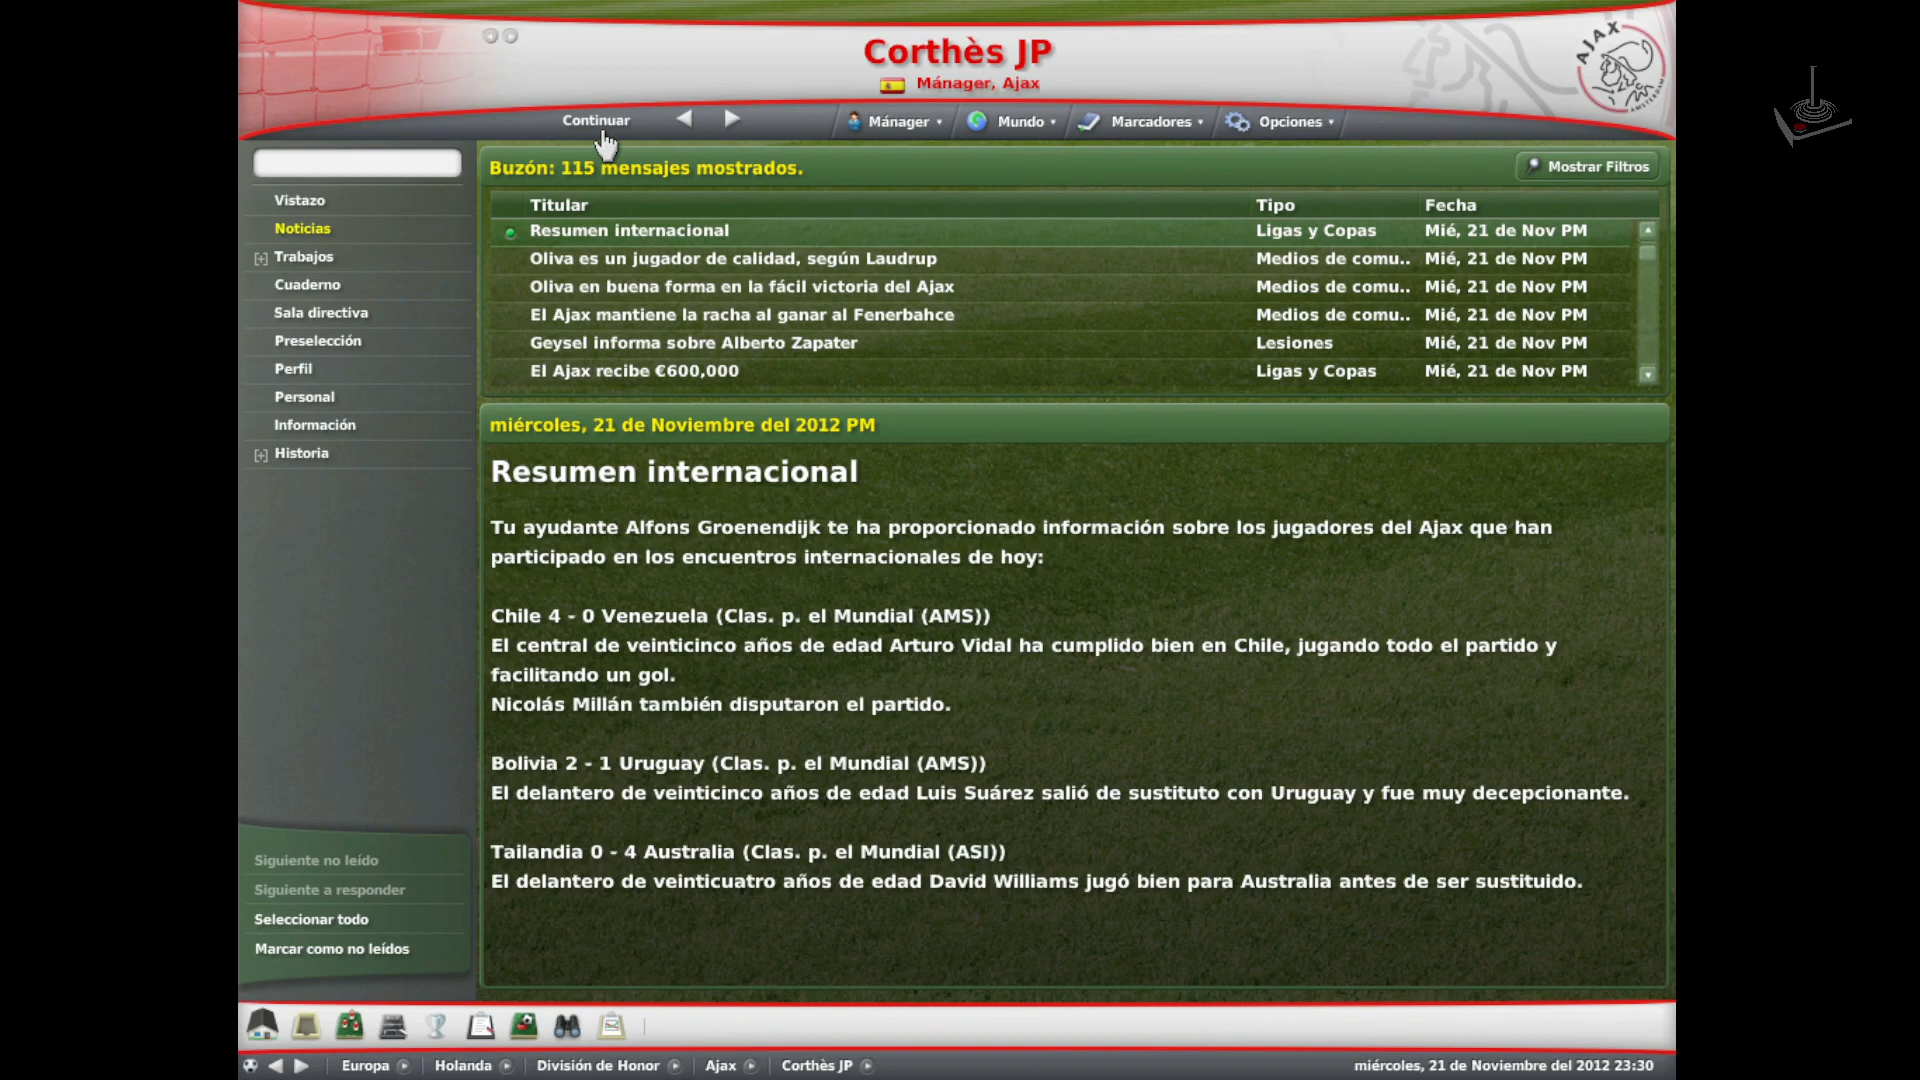 Corthès JP
Mánager, Ajax
AJAX
AMSTERDAM
Continuar
Mánager
Mundo
Marcadores
Opciones
Vistazo
Noticias
[+] Trabajos
Cuaderno
Sala directiva
Preselección
Perfil
Personal
Información
[+] Historia
Siguiente no leído
Siguiente a responder
Seleccionar todo
Marcar como no leídos
Buzón: 115 mensajes mostrados.
Mostrar Filtros
Titular Tipo Fecha
Resumen internacional Ligas y Copas Mié, 21 de Nov PM
Oliva es un jugador de calidad, según Laudrup Medios de comu.. Mié, 21 de Nov PM
Oliva en buena forma en la fácil victoria del Ajax Medios de comu.. Mié, 21 de Nov PM
El Ajax mantiene la racha al ganar al Fenerbahce Medios de comu.. Mié, 21 de Nov PM
Geysel informa sobre Alberto Zapater Lesiones Mié, 21 de Nov PM
El Ajax recibe €600,000 Ligas y Copas Mié, 21 de Nov PM
miércoles, 21 de Noviembre del 2012 PM
Resumen internacional
Tu ayudante Alfons Groenendijk te ha proporcionado información sobre los jugadores del Ajax que han
participado en los encuentros internacionales de hoy:
Chile 4 - 0 Venezuela (Clas. p. el Mundial (AMS))
El central de veinticinco años de edad Arturo Vidal ha cumplido bien en Chile, jugando todo el partido y
facilitando un gol.
Nicolás Millán también disputaron el partido.
Bolivia 2 - 1 Uruguay (Clas. p. el Mundial (AMS))
El delantero de veinticinco años de edad Luis Suárez salió de sustituto con Uruguay y fue muy decepcionante.
Tailandia 0 - 4 Australia (Clas. p. el Mundial (ASI))
El delantero de veinticuatro años de edad David Williams jugó bien para Australia antes de ser sustituido.
Europa
Holanda
División de Honor
Ajax
Corthès JP
miércoles, 21 de Noviembre del 2012 23:30